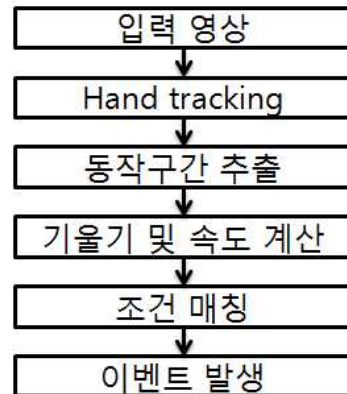 입력 영상
Hand tracking
동작구간 추출
기울기 및 속도 계산
조건 매칭
이벤트 발생